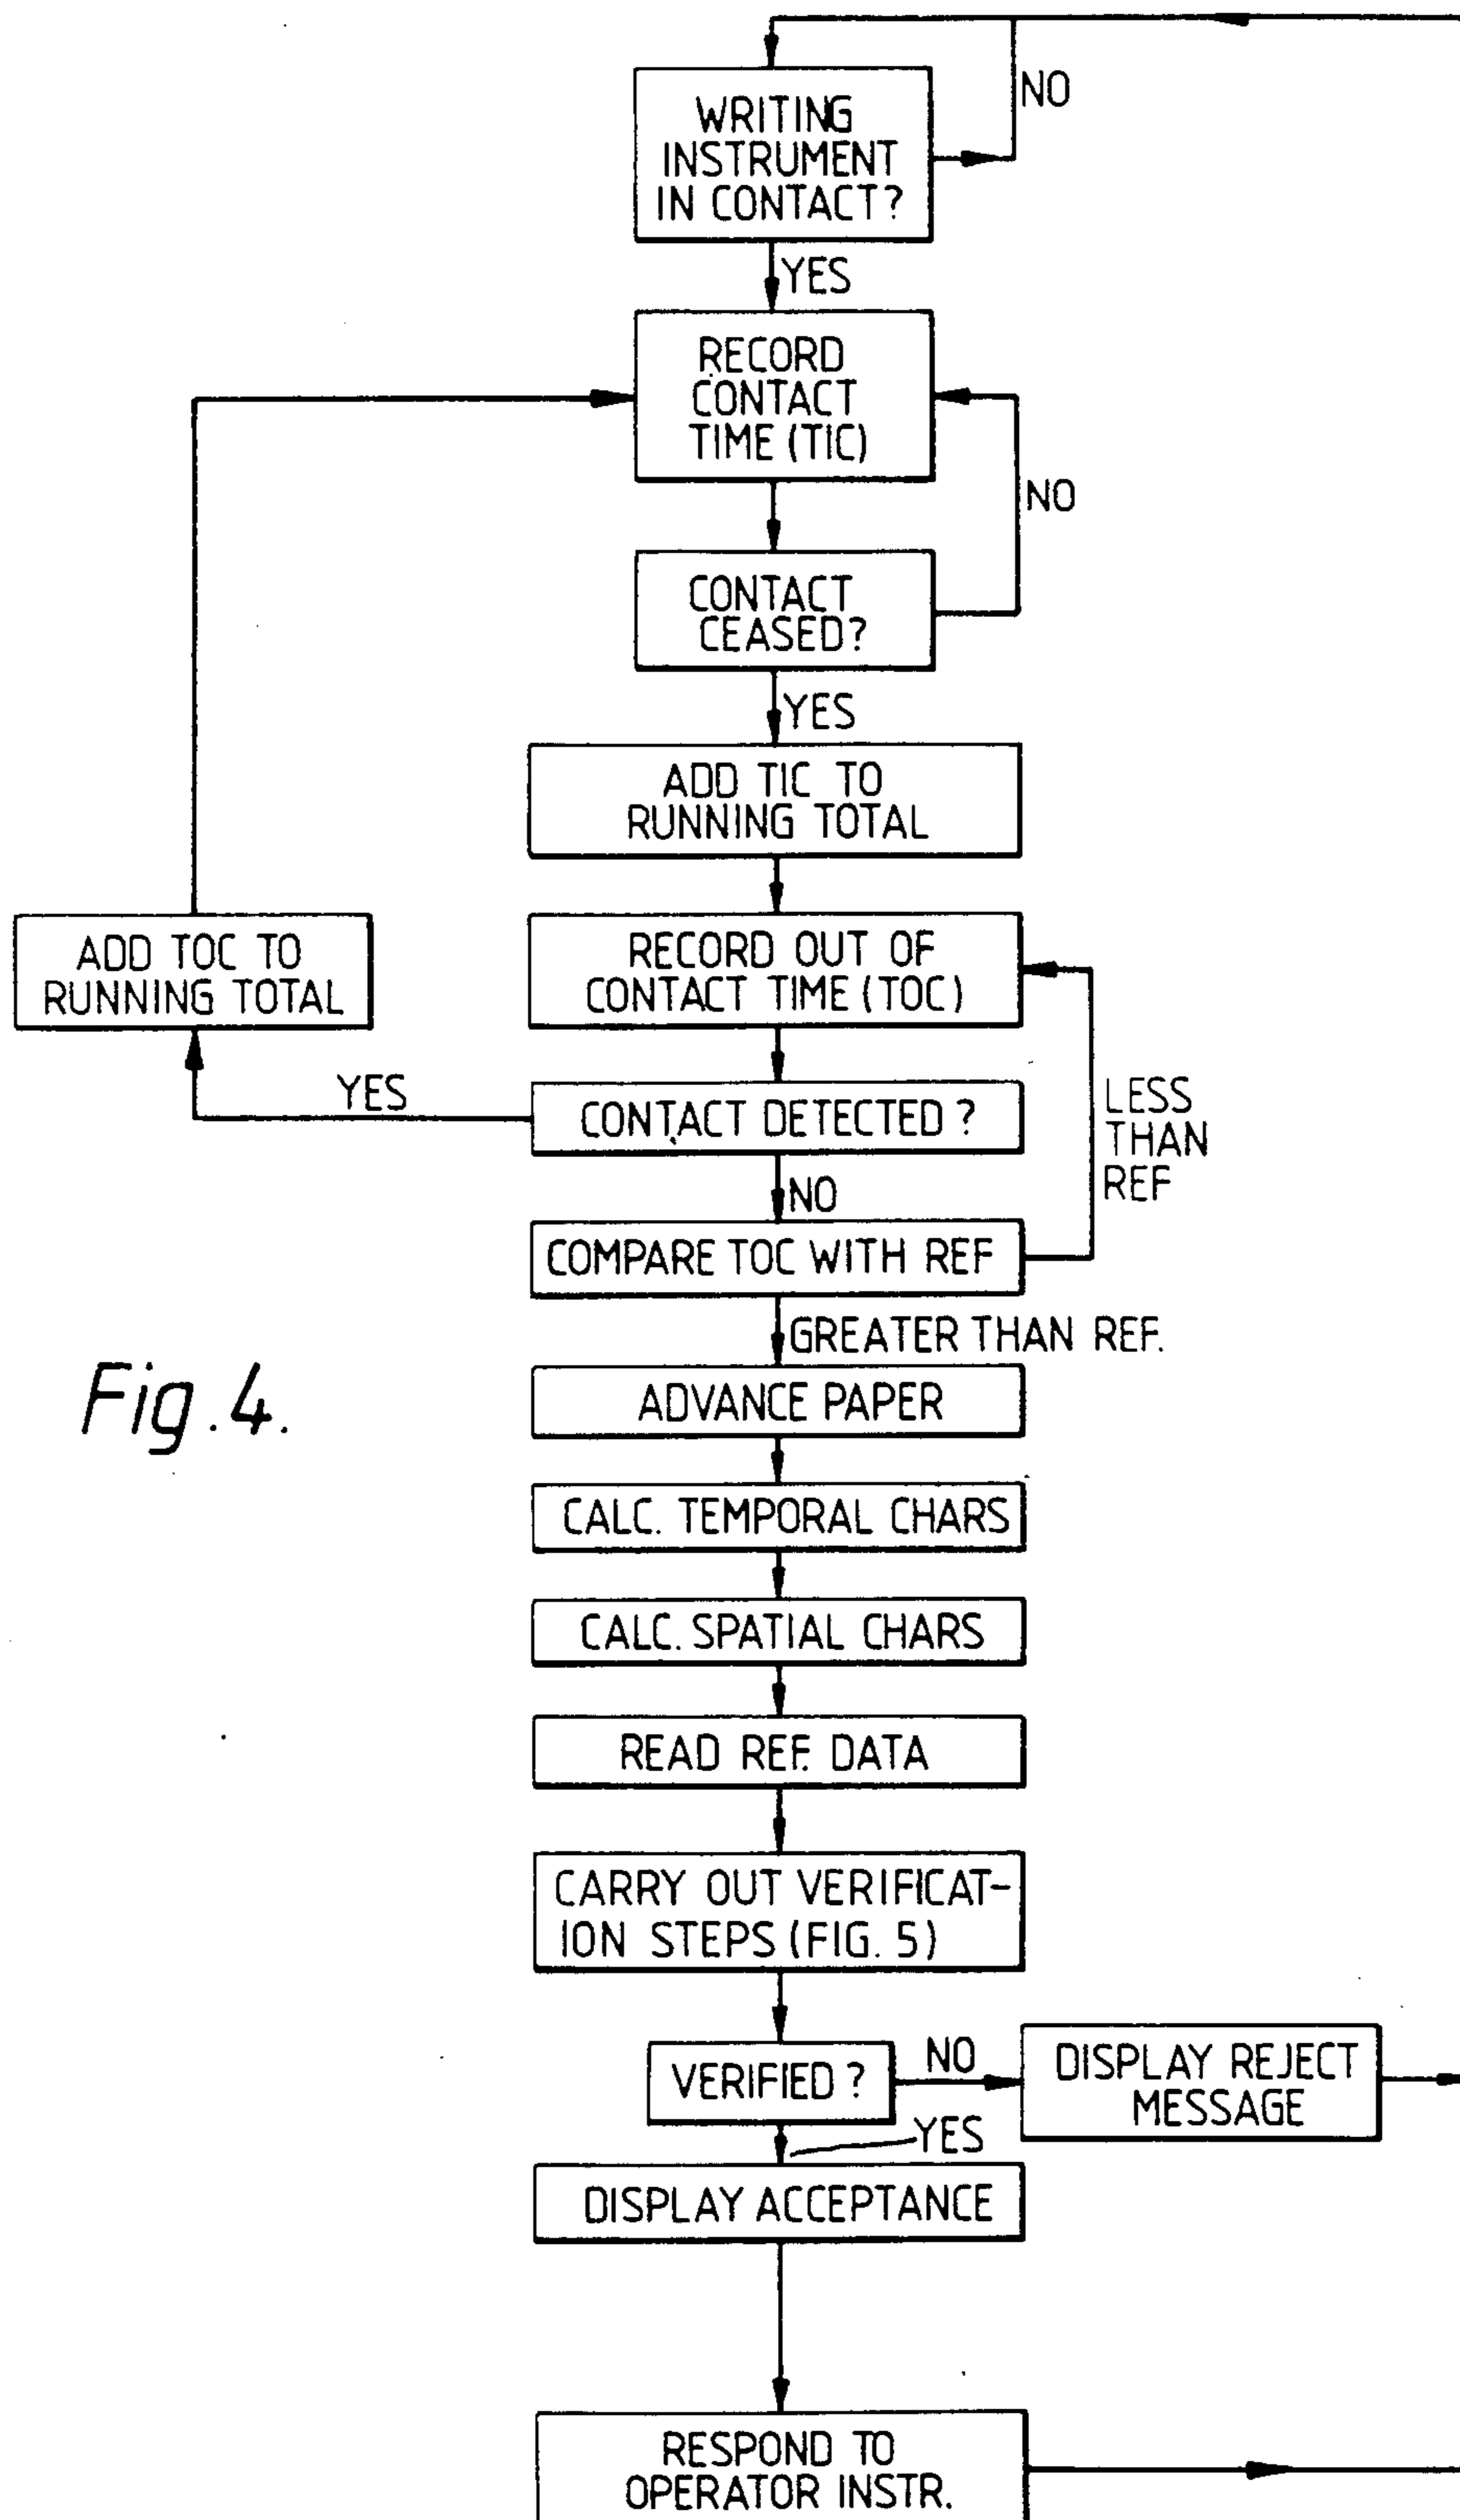 NO
WRITING
INSTRUMENT
IN CONTACT?
YES
RECORD
CONTACT
TIME (TIC)
NO
CONTACT
CEASED?
YES
ADD TIC TO
RUNNING TOTAL
ADD TOC TO
RUNNING TOTAL
RECORD OUT OF
CONTACT TIME (TOC)
YES
CONTACT DETECTED ?
LESS
THAN
REF
NO
COMPARE TOC WITH REF
GREATER THAN REF.
Fig.4.
ADVANCE PAPER
CALC. TEMPORAL CHARS
CALC. SPATIAL CHARS
READ REF. DATA
CARRY OUT VERIFICAT-
ION STEPS (FIG. 5)
VERIFIED ?
NO
DISPLAY REJECT
MESSAGE
YES
DISPLAY ACCEPTANCE
RESPOND TO
OPERATOR INSTR.